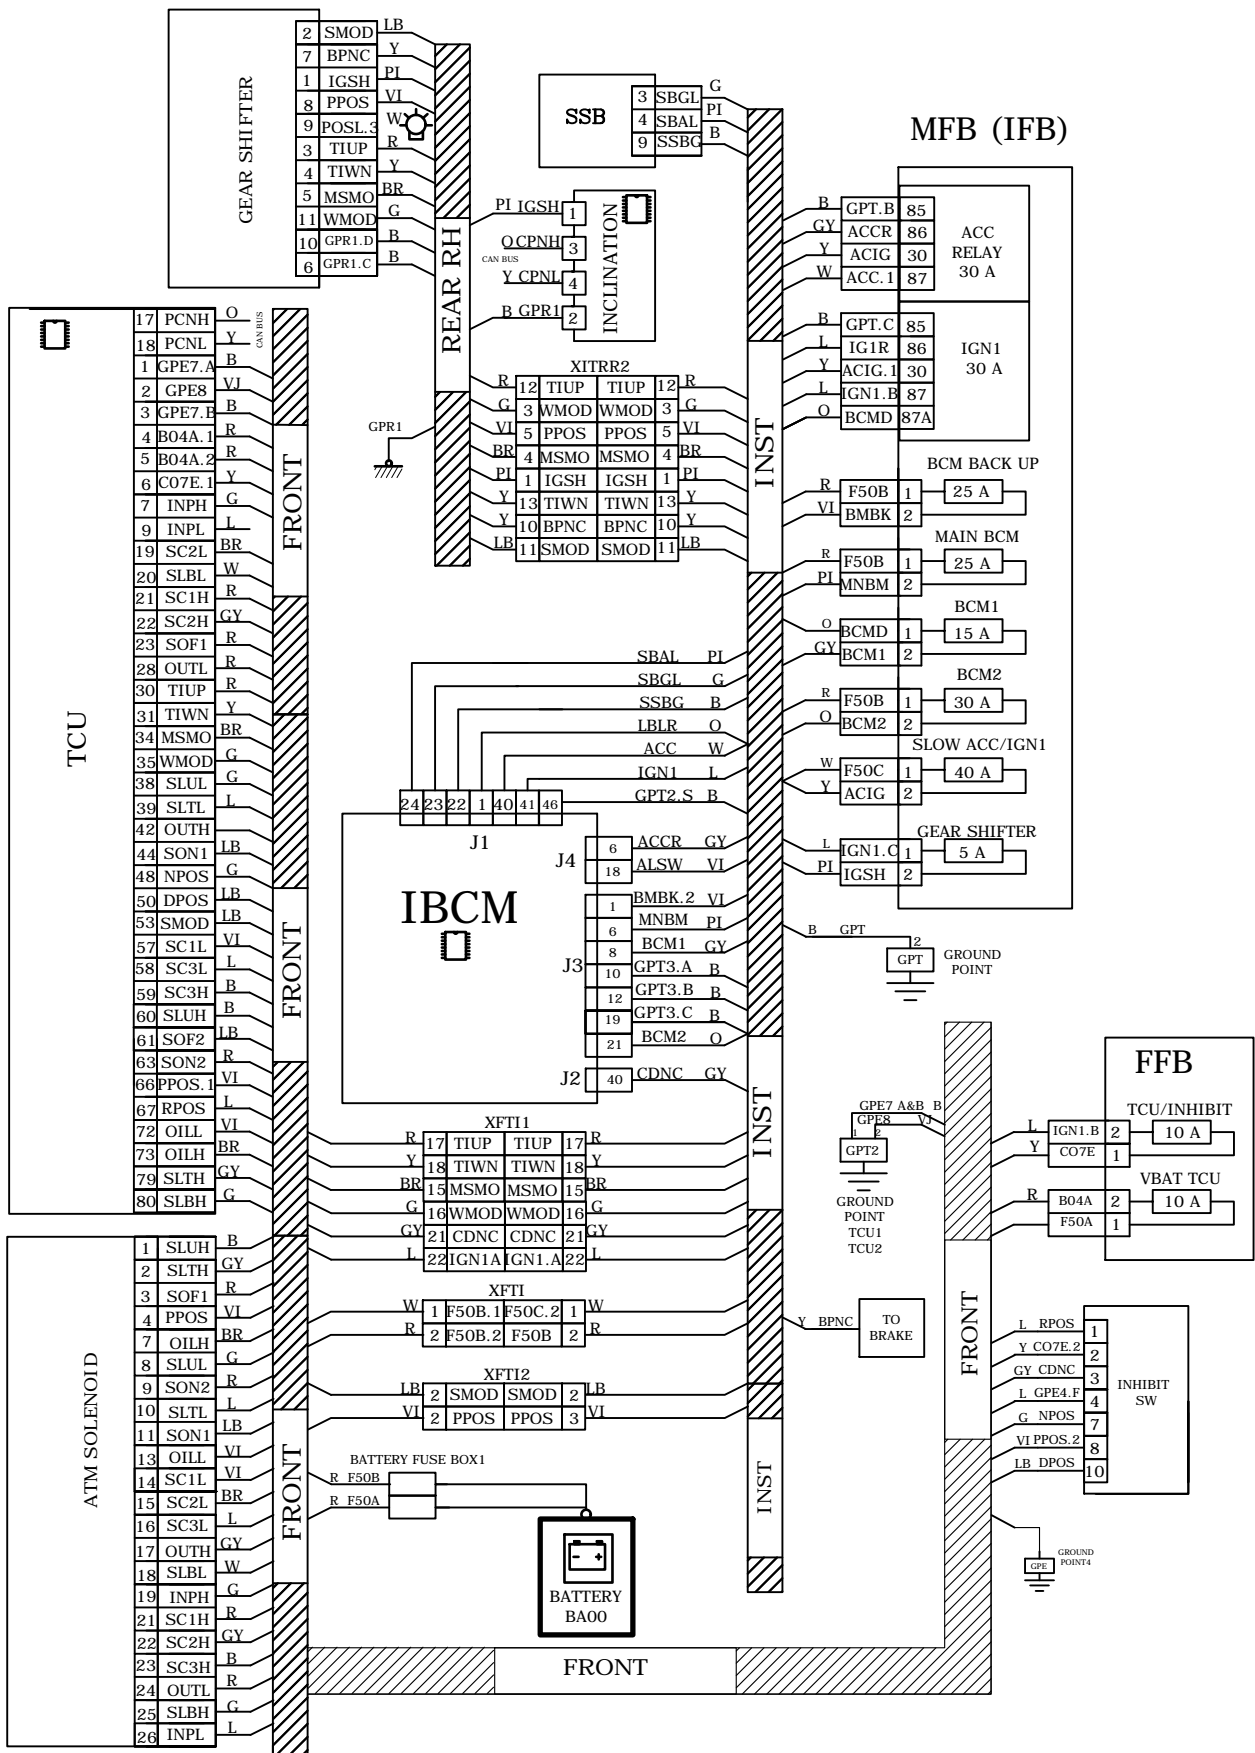 GEAR SHIFTER
2 SMOD LB
7 BPNC Y
1 IGSH PI
8 PPOS VI
9 POSL.3 W
3 TIUP R
4 TIWN Y
5 MSMO BR
11 WMOD G
10 GPR1.D B
6 GPR1.C B
REAR RH
SSB
3 SBGL G
4 SBAL PI
9 SSBG B
INCLINATION
PI IGSH 1
O CPNH 3
CAN BUS
Y CPNL 4
B GPR1 2
GPR1
XITRR2
R 12 TIUP TIUP 12 R
G 3 WMOD WMOD 3 G
VI 5 PPOS PPOS 5 VI
BR 4 MSMO MSMO 4 BR
PI 1 IGSH IGSH 1 PI
Y 13 TIWN TIWN 13 Y
Y 10 BPNC BPNC 10 Y
LB 11 SMOD SMOD 11 LB
INST
MFB (IFB)
B GPT.B 85
GY ACCR 86
Y ACIG 30
W ACC.1 87
ACC
RELAY
30 A
B GPT.C 85
L IG1R 86
Y ACIG.1 30
L IGN1.B 87
O BCMD 87A
IGN1
30 A
BCM BACK UP
R F50B 1 25 A
VI BMBK 2
MAIN BCM
R F50B 1 25 A
PI MNBM 2
BCM1
O BCMD 1 15 A
GY BCM1 2
BCM2
R F50B 1 30 A
O BCM2 2
SLOW ACC/IGN1
W F50C 1 40 A
Y ACIG 2
GEAR SHIFTER
L IGN1.C 1 5 A
PI IGSH 2
B GPT 2
GPT
GROUND
POINT
TCU
17 PCNH O
18 PCNL Y
CAN BUS
1 GPE7.A B
2 GPE8 VJ
3 GPE7.B B
4 B04A.1 R
5 B04A.2 R
6 C07E.1 Y
7 INPH G
9 INPL L
19 SC2L BR
20 SLBL W
21 SC1H R
22 SC2H GY
23 SOF1 R
28 OUTL R
30 TIUP R
31 TIWN Y
34 MSMO BR
35 WMOD G
38 SLUL G
39 SLTL L
42 OUTH
44 SON1 LB
48 NPOS G
50 DPOS LB
53 SMOD LB
57 SC1L VI
58 SC3L L
59 SC3H B
60 SLUH B
61 SOF2 LB
63 SON2 R
66 PPOS.1 VI
67 RPOS L
72 OILL VI
73 OILH BR
79 SLTH GY
80 SLBH G
FRONT
FRONT
SBAL PI
SBGL G
SSBG B
LBLR O
ACC W
IGN1 L
GPT2.S B
24 23 22 1 40 41 46
J1
IBCM
J4
6 ACCR GY
18 ALSW VI
J3
1 BMBK.2 VI
6 MNBM PI
8 BCM1 GY
10 GPT3.A B
12 GPT3.B B
19 GPT3.C B
21 BCM2 O
J2
40 CDNC GY
INST
XFTI1
R 17 TIUP TIUP 17 R
Y 18 TIWN TIWN 18 Y
BR 15 MSMO MSMO 15 BR
G 16 WMOD WMOD 16 G
GY 21 CDNC CDNC 21 GY
L 22 IGN1A IGN1.A 22 L
XFTI
W 1 F50B.1 F50C.2 1 W
R 2 F50B.2 F50B 2 R
XFTI2
LB 2 SMOD SMOD 2 LB
VI 2 PPOS PPOS 3 VI
GPE7 A&B B
GPE8 VJ
1 2
GPT2
GROUND
POINT
TCU1
TCU2
FFB
TCU/INHIBIT
L IGN1.B 2 10 A
Y CO7E 1
VBAT TCU
R B04A 2 10 A
F50A 1
Y BPNC
TO
BRAKE
FRONT
L RPOS 1
Y CO7E.2 2
GY CDNC 3
L GPE4.F 4
G NPOS 7
VI PPOS.2 8
LB DPOS 10
INHIBIT
SW
GPE
GROUND
POINT4
ATM SOLENOID
1 SLUH B
2 SLTH GY
3 SOF1 R
4 PPOS VI
7 OILH BR
8 SLUL G
9 SON2 R
10 SLTL L
11 SON1 LB
13 OILL VI
14 SC1L VI
15 SC2L BR
16 SC3L L
17 OUTH GY
18 SLBL W
19 INPH G
21 SC1H R
22 SC2H GY
23 SC3H B
24 OUTL R
25 SLBH G
26 INPL L
FRONT
BATTERY FUSE BOX1
R F50B
R F50A
- +
BATTERY
BA00
INST
FRONT